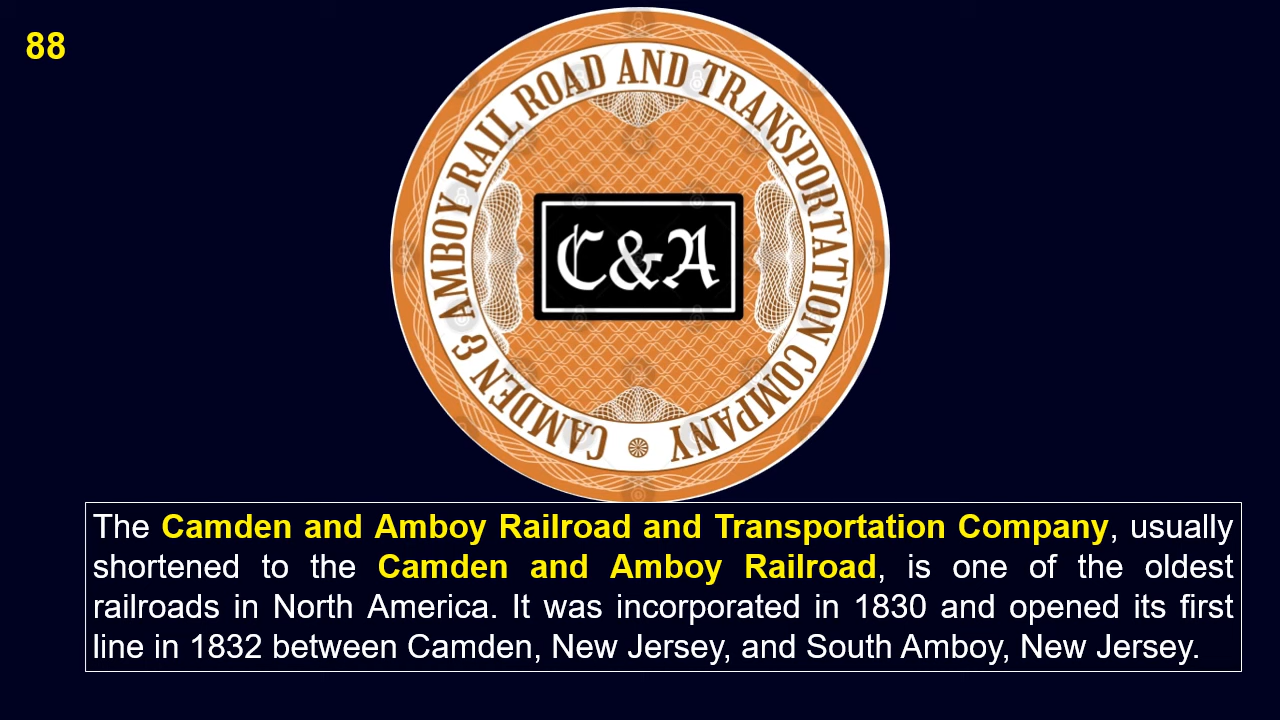 88
CAMDEN & AMBOY RAIL ROAD AND TRANSPORTATION COMPANY
C&A
The Camden and Amboy Railroad and Transportation Company, usually
shortened to the Camden and Amboy Railroad, is one of the oldest
railroads in North America. It was incorporated in 1830 and opened its first
line in 1832 between Camden, New Jersey, and South Amboy, New Jersey.